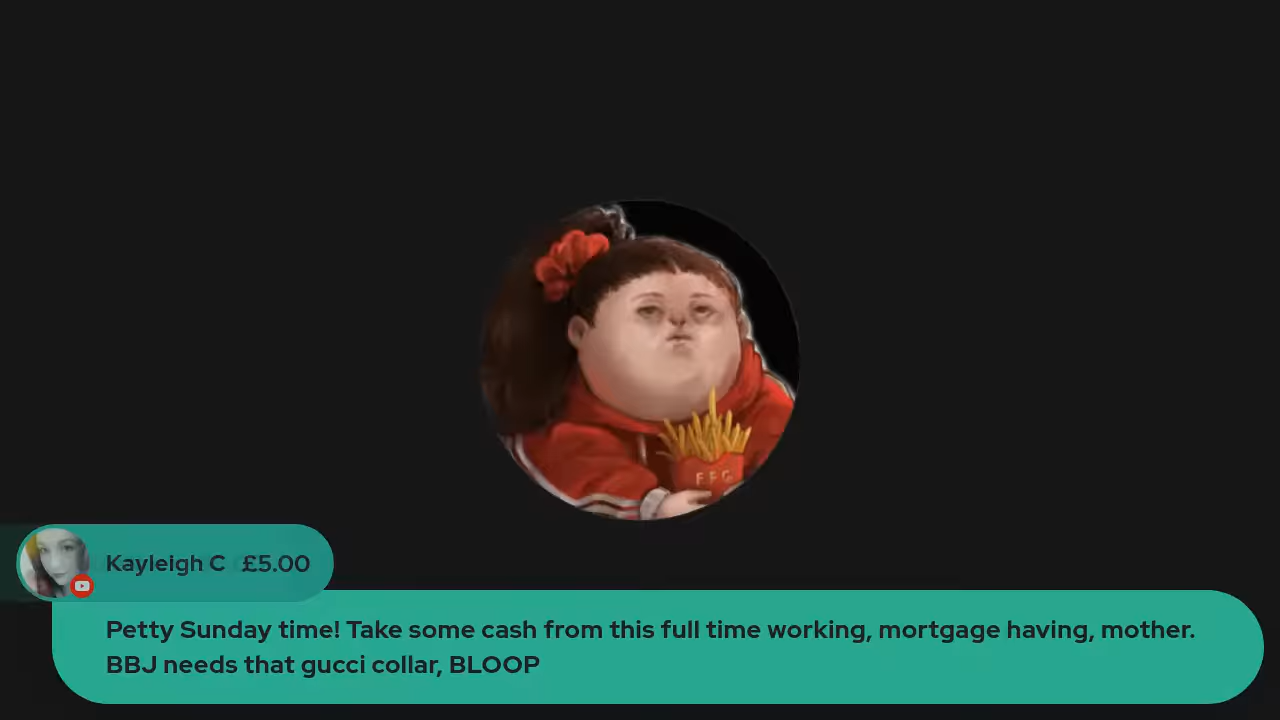 FFG
Kayleigh C £5.00
Petty Sunday time! Take some cash from this full time working, mortgage having, mother.
BBJ needs that gucci collar, BLOOP